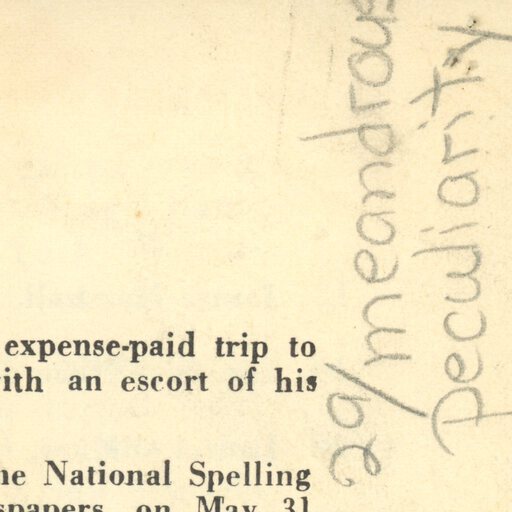 expense-paid trip to
ith an escort of his
he National Spelling
spapers, on May 31
29/meandrous
peculiarity